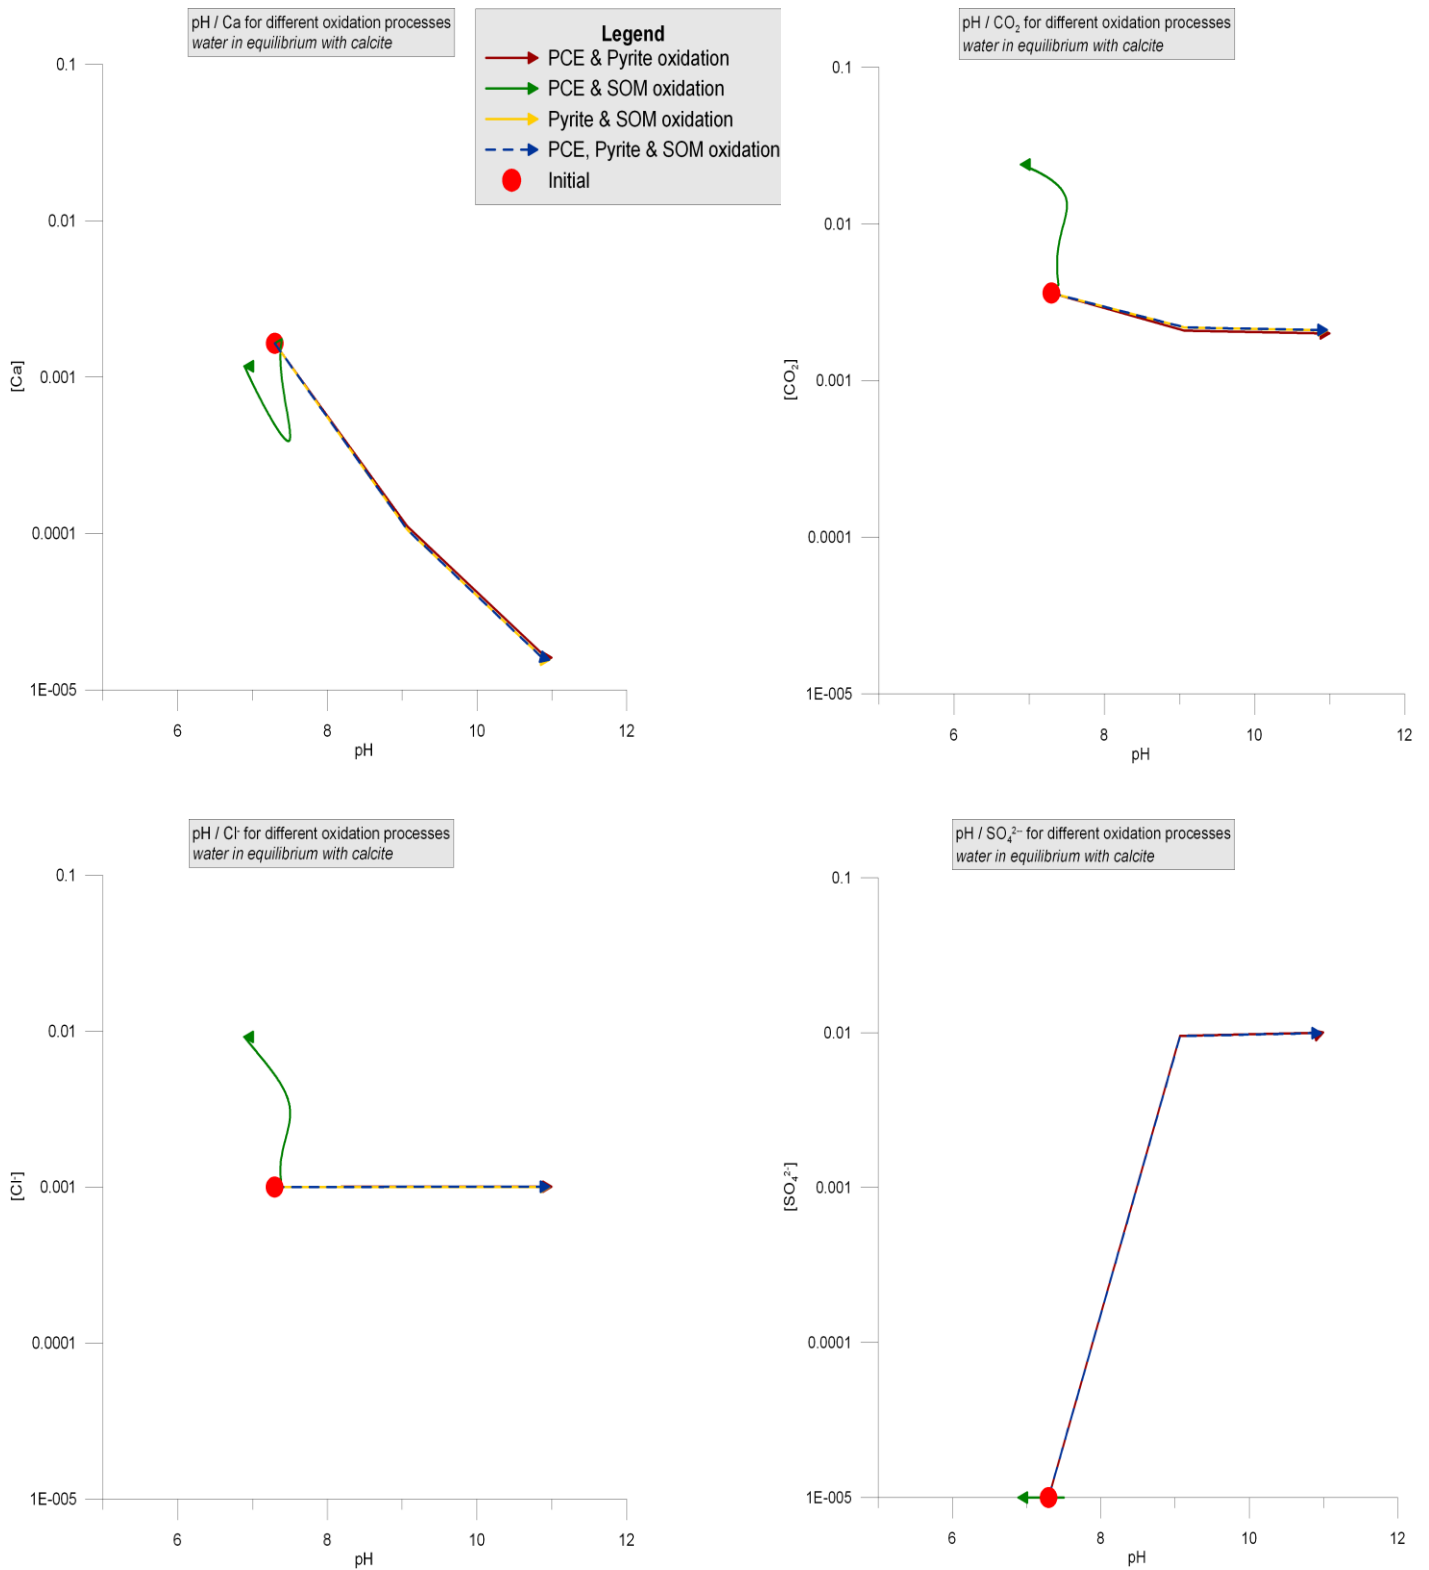 pH / Ca for different oxidation processes
water in equilibrium with calcite
Legend
PCE & Pyrite oxidation
PCE & SOM oxidation
Pyrite & SOM oxidation
PCE, Pyrite & SOM oxidation
Initial
0.1
0.01
0.001
0.0001
1E-005
[Ca]
6
8
10
12
pH
pH / CO₂ for different oxidation processes
water in equilibrium with calcite
0.1
0.01
0.001
0.0001
1E-005
[CO₂]
6
8
10
12
pH
pH / Cl⁻ for different oxidation processes
water in equilibrium with calcite
0.1
0.01
0.001
0.0001
1E-005
[Cl⁻]
6
8
10
12
pH
pH / SO₄²⁻ for different oxidation processes
water in equilibrium with calcite
0.1
0.01
0.001
0.0001
1E-005
[SO₄²⁻]
6
8
10
12
pH